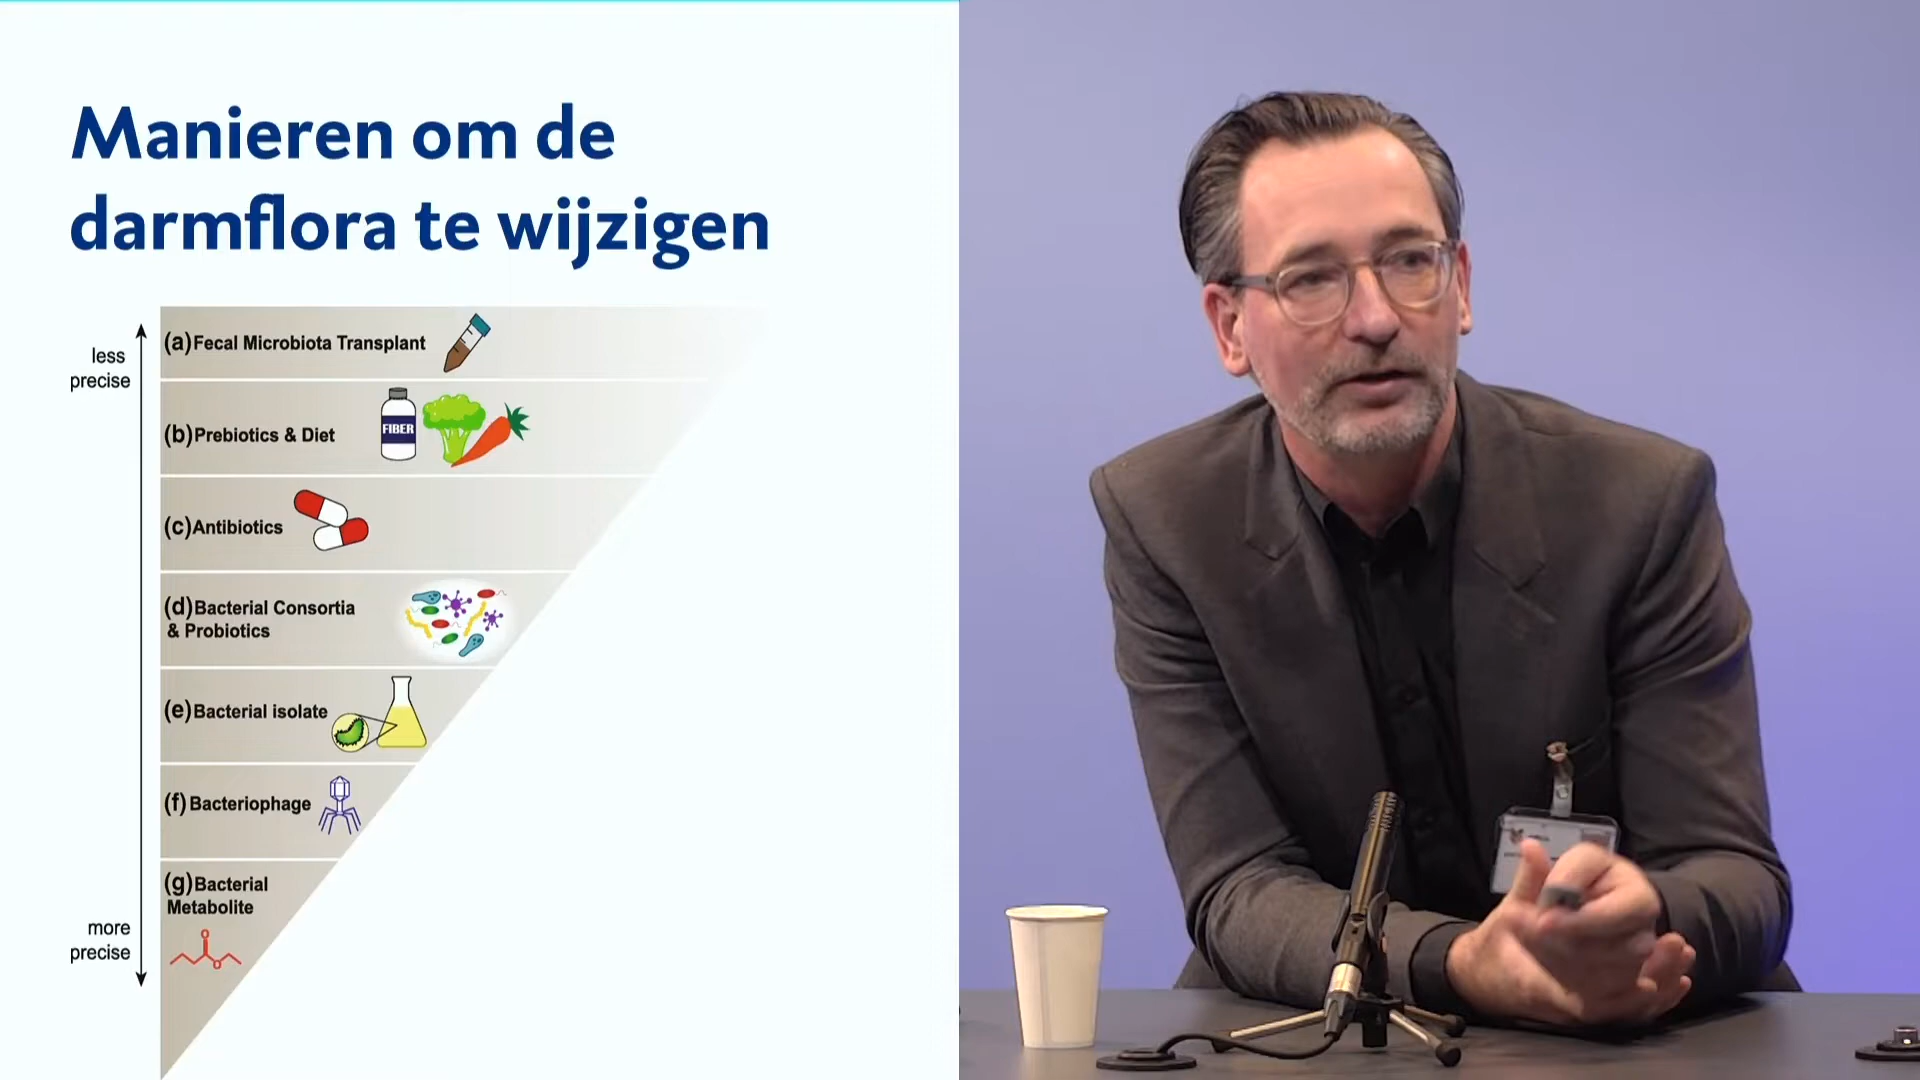 Manieren om de
darmflora te wijzigen
less
precise
(a)Fecal Microbiota Transplant
(b)Prebiotics & Diet
FIBER
(c)Antibiotics
(d)Bacterial Consortia
& Probiotics
(e)Bacterial isolate
(f)Bacteriophage
(g)Bacterial
Metabolite
O
O
more
precise